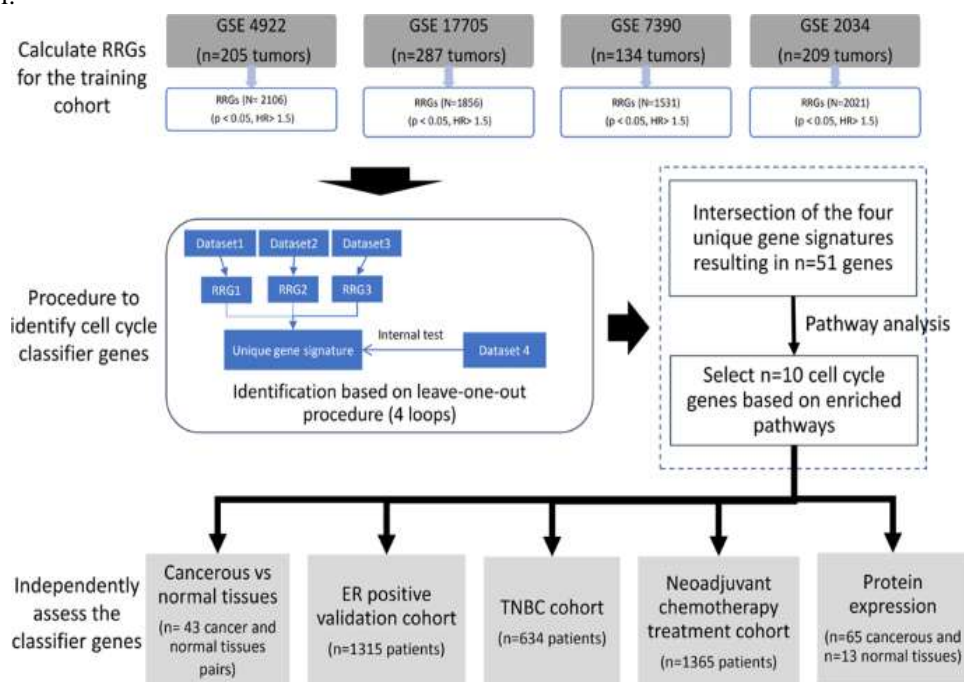 Calculate RRGs
for the training
cohort
GSE 4922
(n=205 tumors)
GSE 17705
(n=287 tumors)
GSE 7390
(n=134 tumors)
GSE 2034
(n=209 tumors)
RRGs (N= 2106)
(p < 0.05, HR> 1.5)
RRGs (N=1856)
(p < 0.05, HR> 1.5)
RRGs (N=1531)
(p < 0.05, HR> 1.5)
RRGs (N=2021)
(p < 0.05, HR> 1.5)
Procedure to
identify cell cycle
classifier genes
Dataset1
Dataset2
Dataset3
RRG1
RRG2
RRG3
Unique gene signature
Internal test
Dataset 4
Identification based on leave-one-out
procedure (4 loops)
Intersection of the four
unique gene signatures
resulting in n=51 genes
Pathway analysis
Select n=10 cell cycle
genes based on enriched
pathways
Independently
assess the
classifier genes
Cancerous vs
normal tissues
(n= 43 cancer and
normal tissues
pairs)
ER positive
validation cohort
(n=1315 patients)
TNBC cohort
(n=634 patients)
Neoadjuvant
chemotherapy
treatment cohort
(n=1365 patients)
Protein
expression
(n=65 cancerous and
n=13 normal tissues)